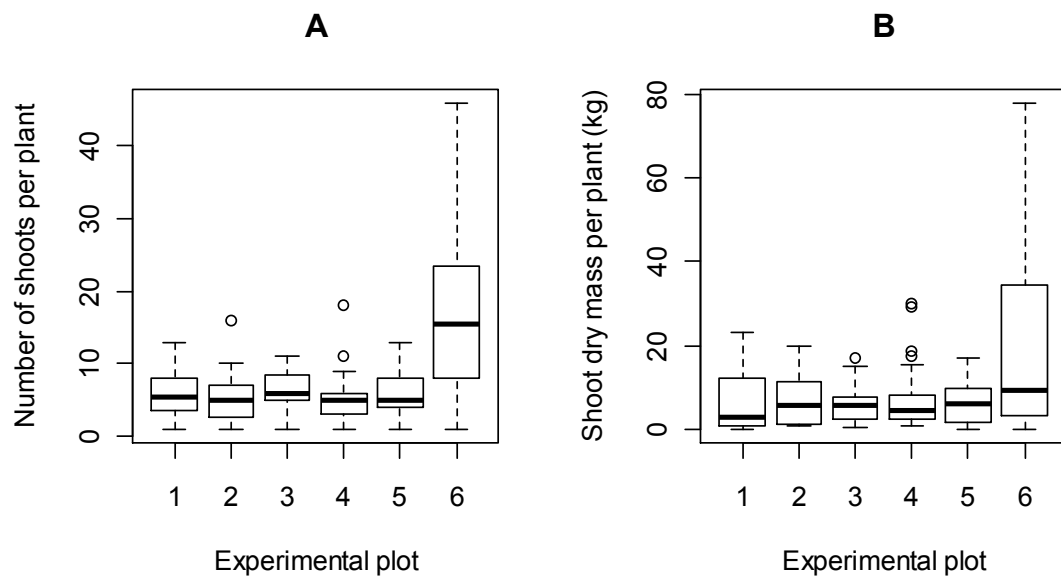 A
Number of shoots per plant
0 10 20 30 40
1 2 3 4 5 6
Experimental plot
B
Shoot dry mass per plant (kg)
0 20 40 60 80
1 2 3 4 5 6
Experimental plot